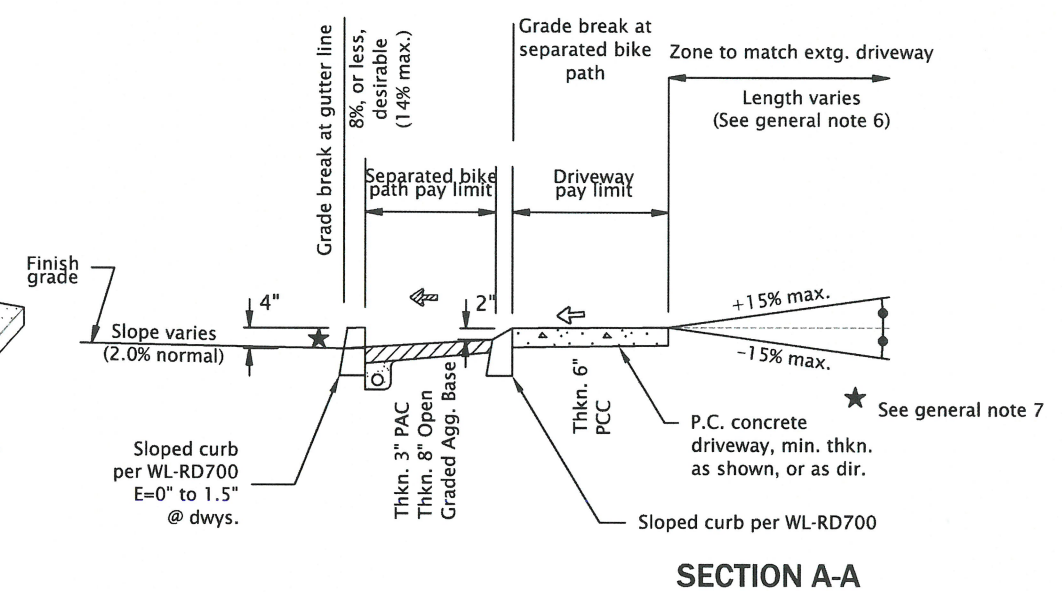 Grade break at gutter line
8%, or less,
desirable
(14% max.)
Grade break at
separated bike
path
Zone to match extg. driveway
Length varies
(See general note 6)
Separated bike
path pay limit
Driveway
pay limit
Finish
grade
4"
2"
Slope varies
(2.0% normal)
+15% max.
-15% max.
See general note 7
Sloped curb
per WL-RD700
E=0" to 1.5"
@ dwys.
Thkn. 3" PAC
Thkn. 8" Open
Graded Agg. Base
Thkn. 6"
PCC
P.C. concrete
driveway, min. thkn.
as shown, or as dir.
Sloped curb per WL-RD700
SECTION A-A